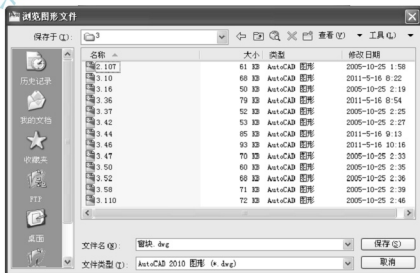 浏览图形文件
保存于(I): 3 查看(V) 工具(L)
名称 大小 类型 修改日期
2.107 61 KB AutoCAD 图形 2005-10-25 1:58
3.10 68 KB AutoCAD 图形 2011-5-16 8:22
3.16 50 KB AutoCAD 图形 2005-10-25 2:19
3.36 79 KB AutoCAD 图形 2011-5-16 8:54
3.37 52 KB AutoCAD 图形 2005-10-25 2:25
3.42 53 KB AutoCAD 图形 2005-10-25 2:27
3.44 85 KB AutoCAD 图形 2011-5-16 9:13
3.46 93 KB AutoCAD 图形 2011-5-16 10:16
3.47 70 KB AutoCAD 图形 2005-10-25 2:33
3.50 60 KB AutoCAD 图形 2005-10-25 2:35
3.52 68 KB AutoCAD 图形 2005-10-25 2:36
3.58 71 KB AutoCAD 图形 2005-10-25 2:39
3.110 72 KB AutoCAD 图形 2005-10-25 2:46
历史记录
我的文档
收藏夹
FTP
桌面
文件名(N): 窗块.dwg 保存(S)
文件类型(T): AutoCAD 2010 图形 (*.dwg) 取消